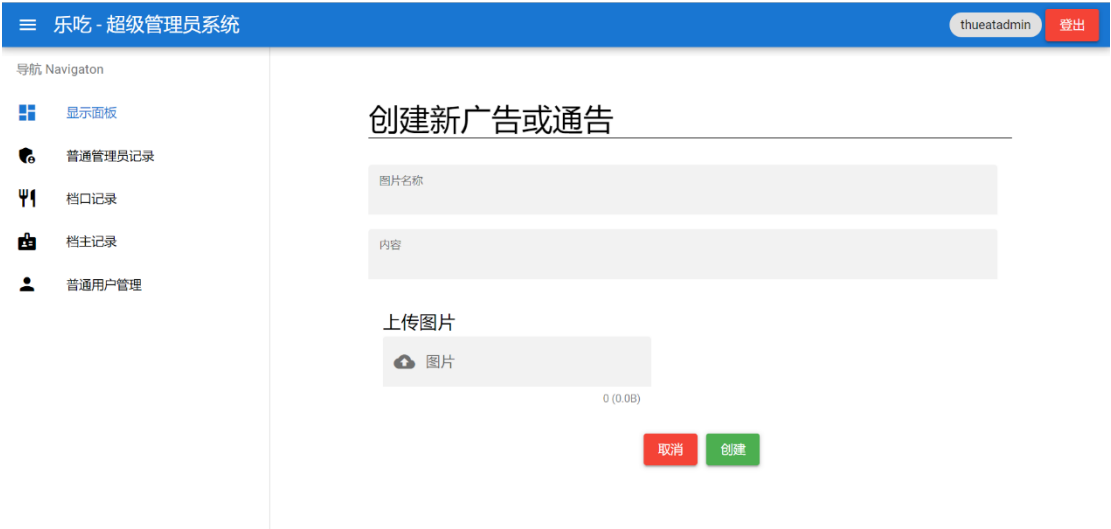 乐吃 - 超级管理员系统
thueatadmin
登出
导航 Navigaton
显示面板
普通管理员记录
档口记录
档主记录
普通用户管理
创建新广告或通告
图片名称
内容
上传图片
图片
0 (0.0B)
取消
创建